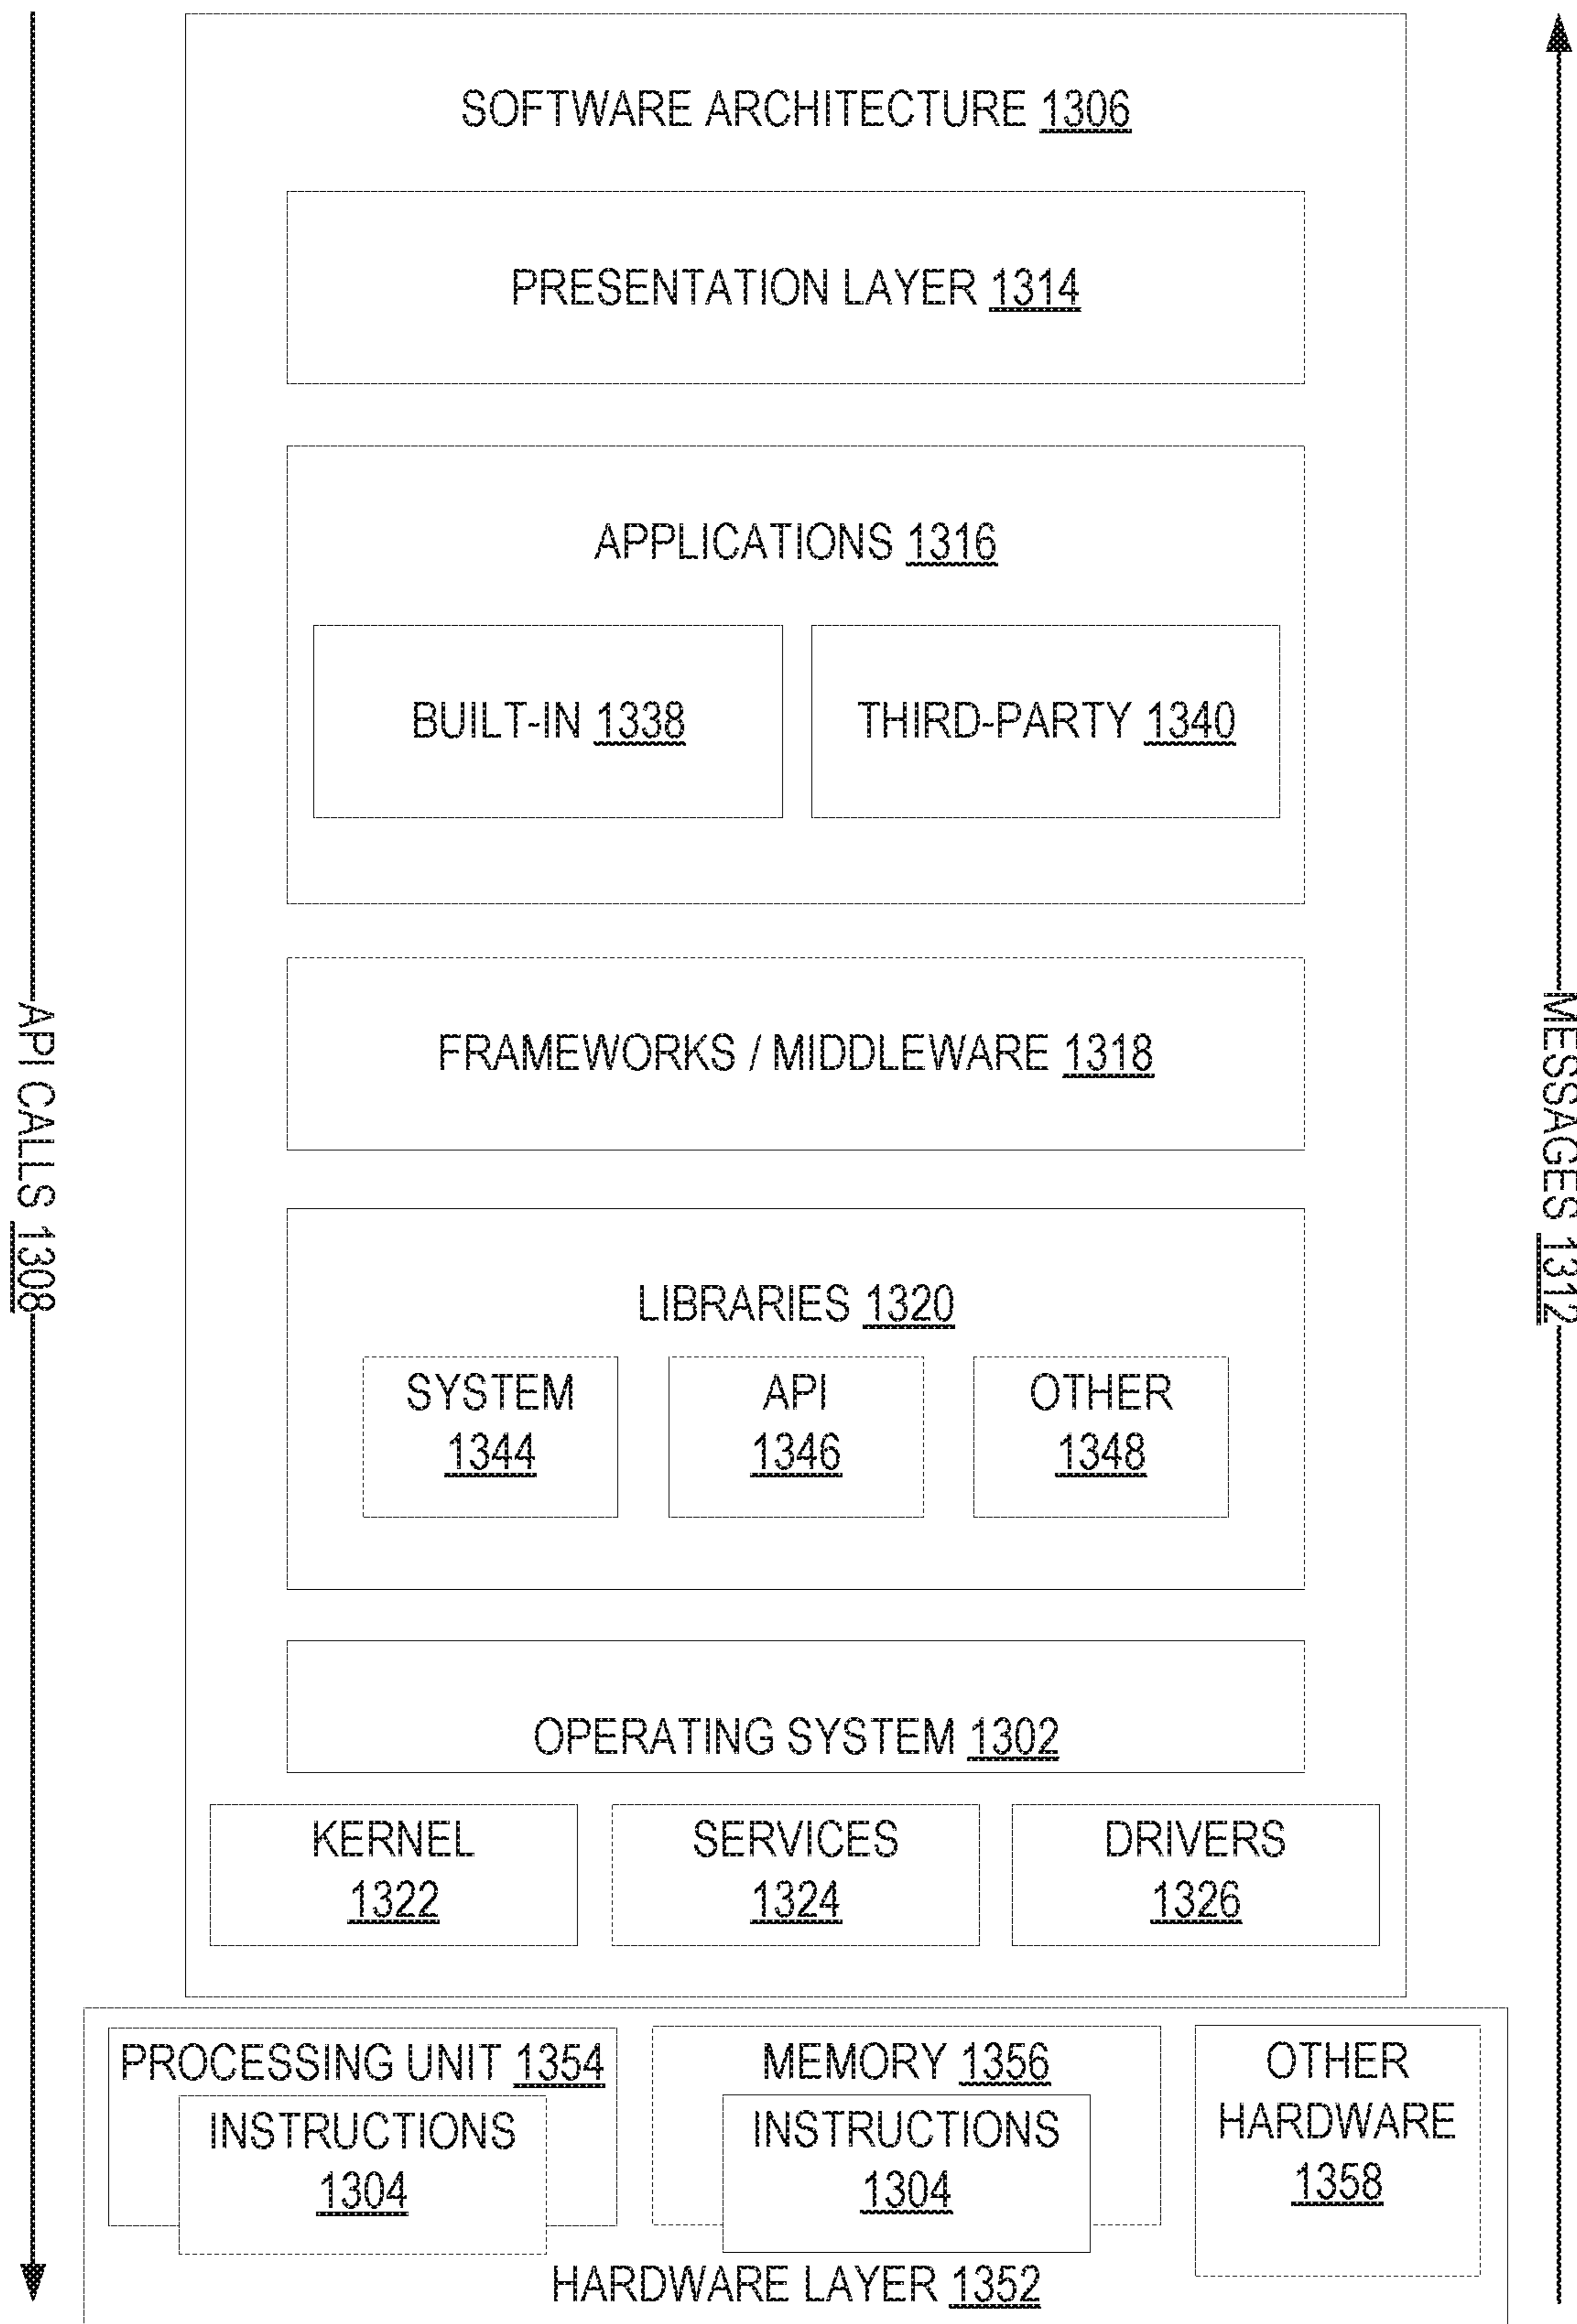 SOFTWARE ARCHITECTURE 1306
PRESENTATION LAYER 1314
APPLICATIONS 1316
BUILT-IN 1338
THIRD-PARTY 1340
FRAMEWORKS / MIDDLEWARE 1318
API CALLS 1308
MESSAGES 1312
LIBRARIES 1320
SYSTEM
1344
API
1346
OTHER
1348
OPERATING SYSTEM 1302
KERNEL
1322
SERVICES
1324
DRIVERS
1326
PROCESSING UNIT 1354
INSTRUCTIONS
1304
MEMORY 1356
INSTRUCTIONS
1304
OTHER
HARDWARE
1358
HARDWARE LAYER 1352